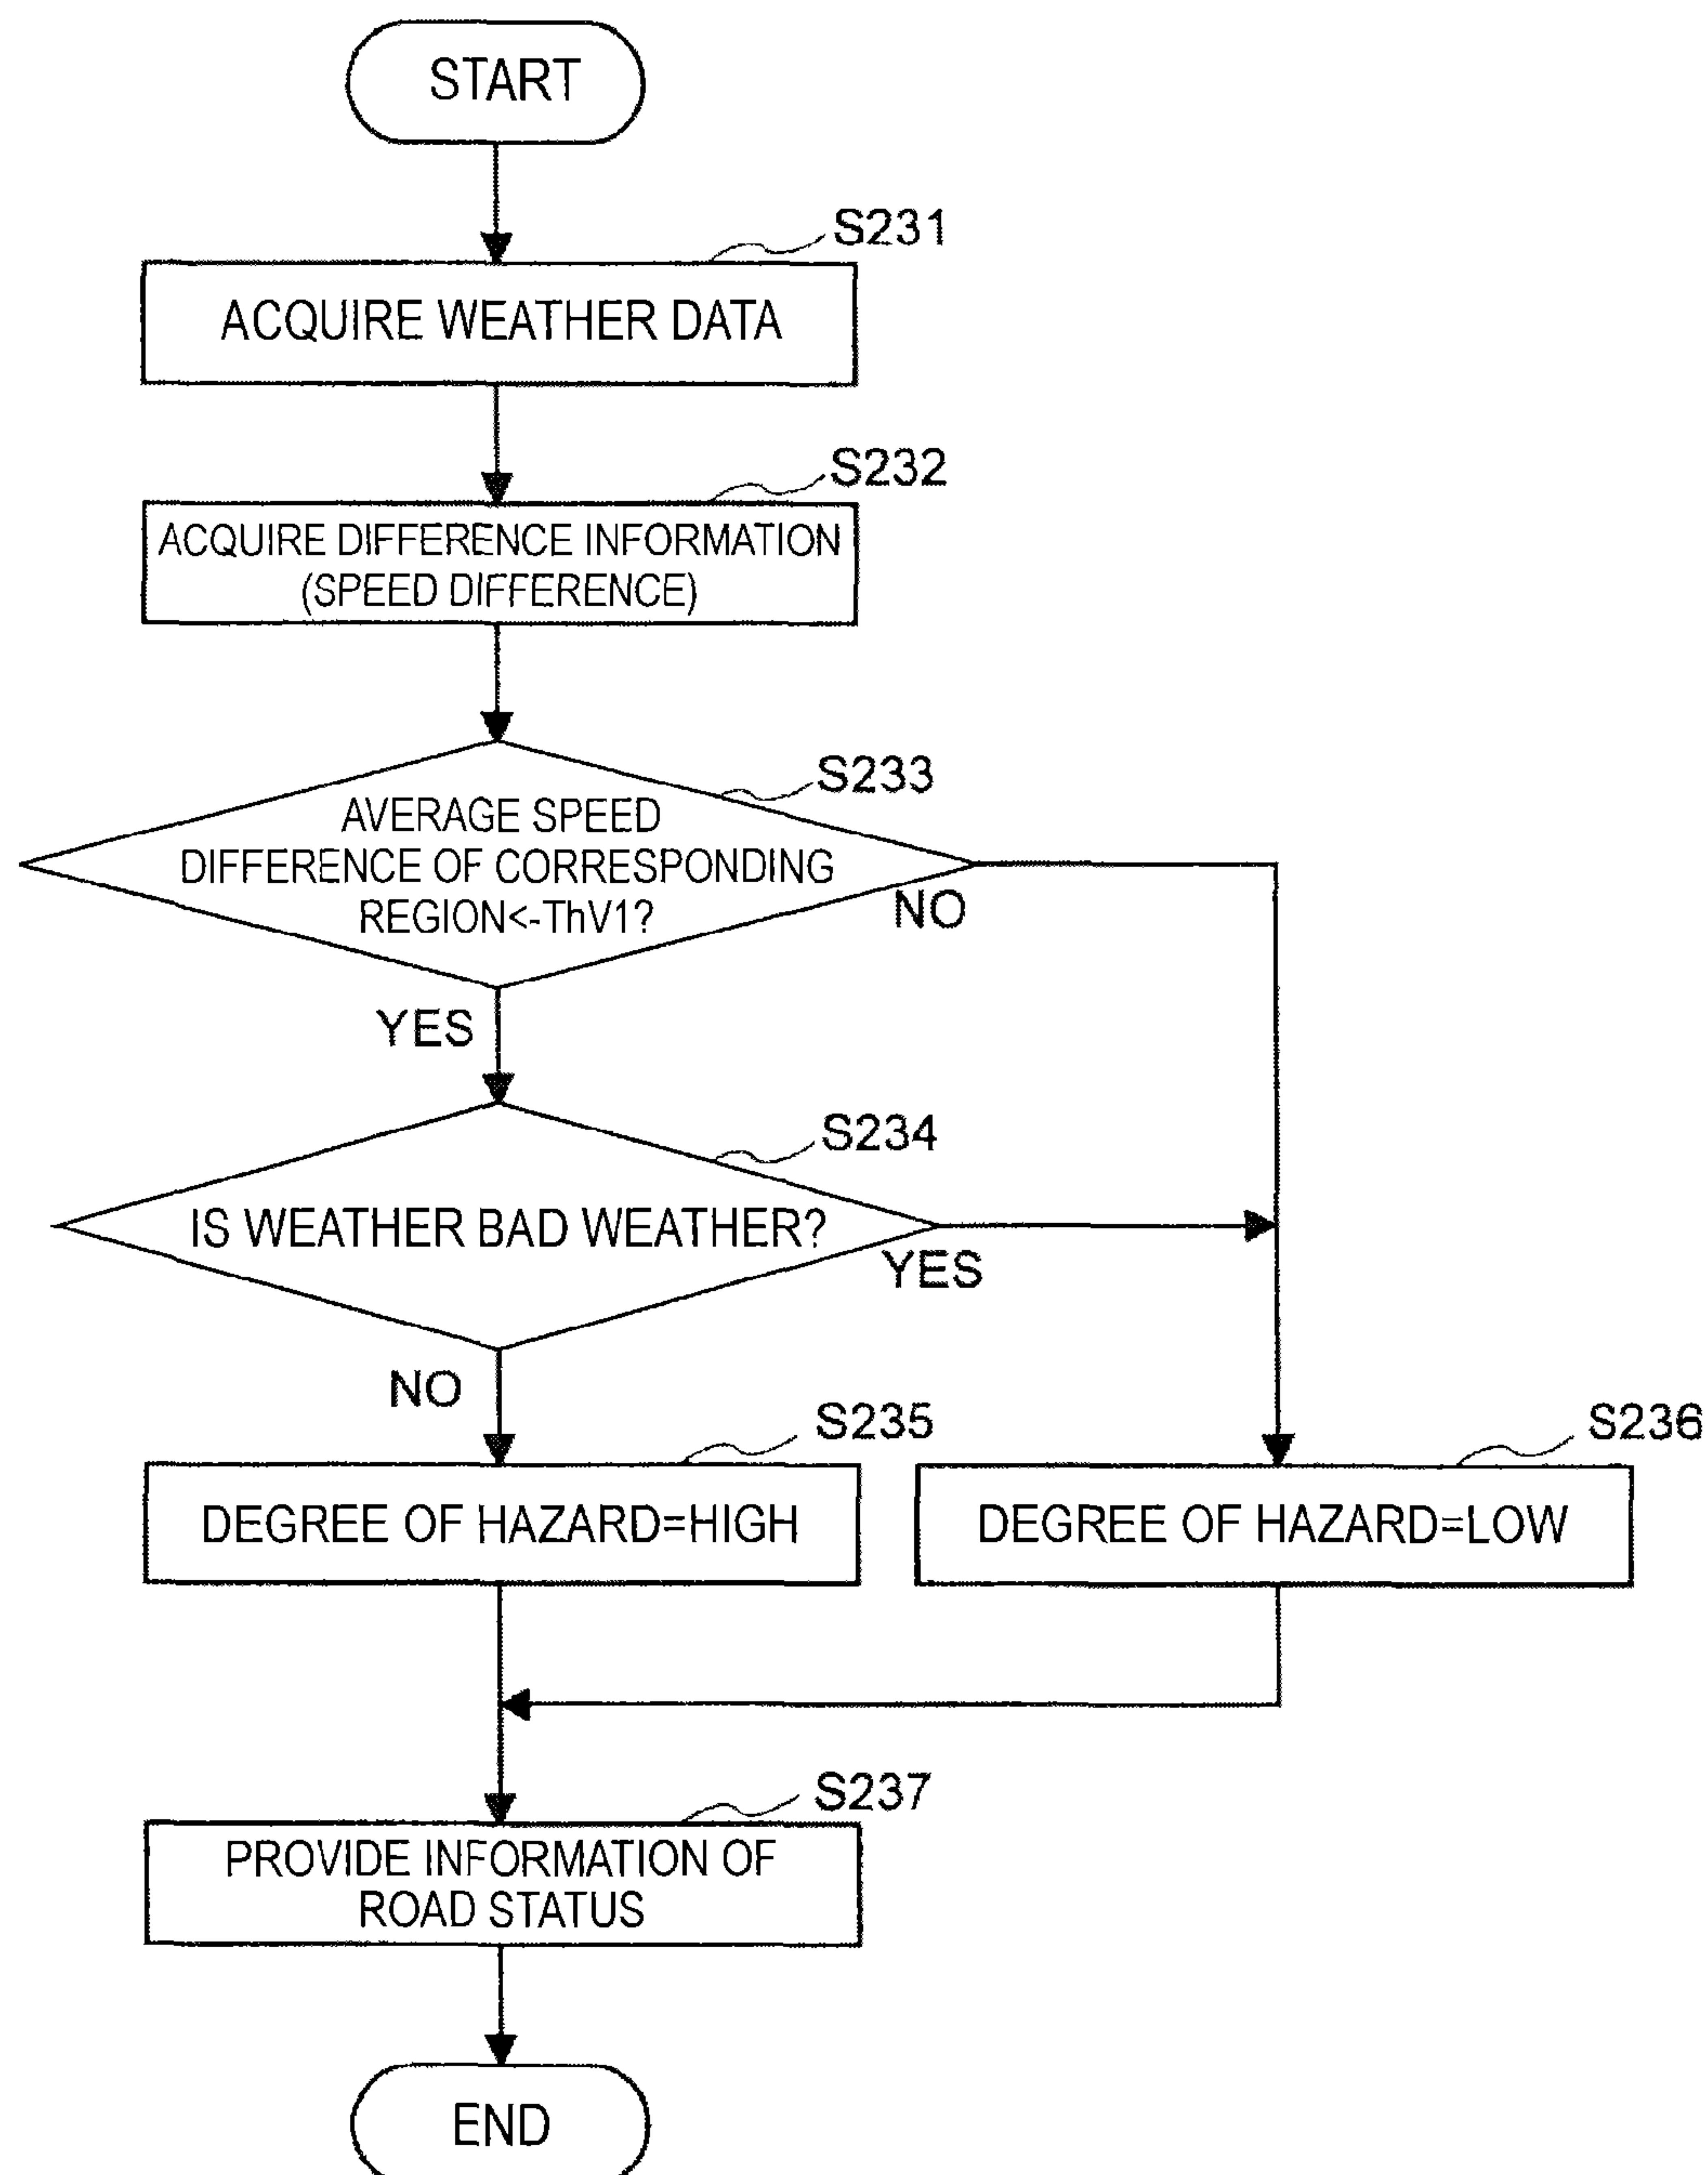 START
S231
ACQUIRE WEATHER DATA
S232
ACQUIRE DIFFERENCE INFORMATION
(SPEED DIFFERENCE)
S233
AVERAGE SPEED
DIFFERENCE OF CORRESPONDING
REGION<-ThV1?
NO
YES
S234
IS WEATHER BAD WEATHER?
YES
NO
S235
DEGREE OF HAZARD=HIGH
S236
DEGREE OF HAZARD=LOW
S237
PROVIDE INFORMATION OF
ROAD STATUS
END